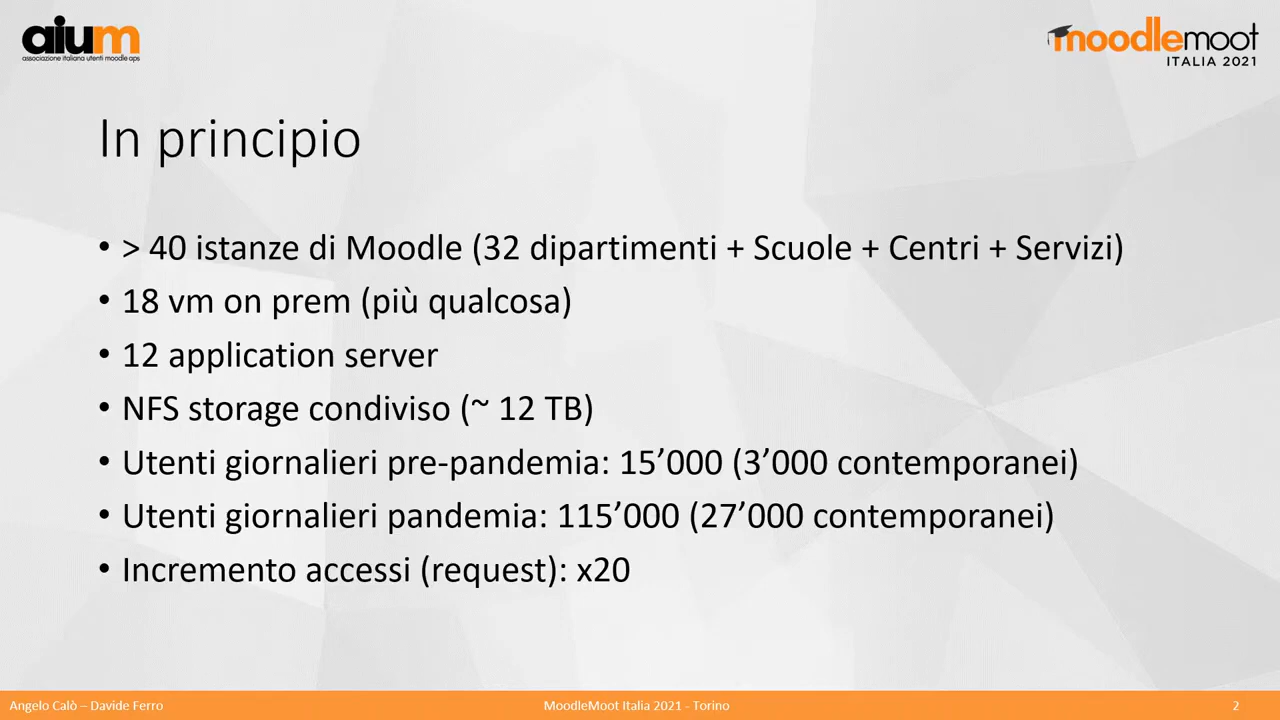 aium
associazione italiana utenti moodle aps
moodlemoot
ITALIA 2021
In principio
• > 40 istanze di Moodle (32 dipartimenti + Scuole + Centri + Servizi)
• 18 vm on prem (più qualcosa)
• 12 application server
• NFS storage condiviso (~ 12 TB)
• Utenti giornalieri pre-pandemia: 15’000 (3’000 contemporanei)
• Utenti giornalieri pandemia: 115’000 (27’000 contemporanei)
• Incremento accessi (request): x20
Angelo Calò – Davide Ferro
MoodleMoot Italia 2021 - Torino
2